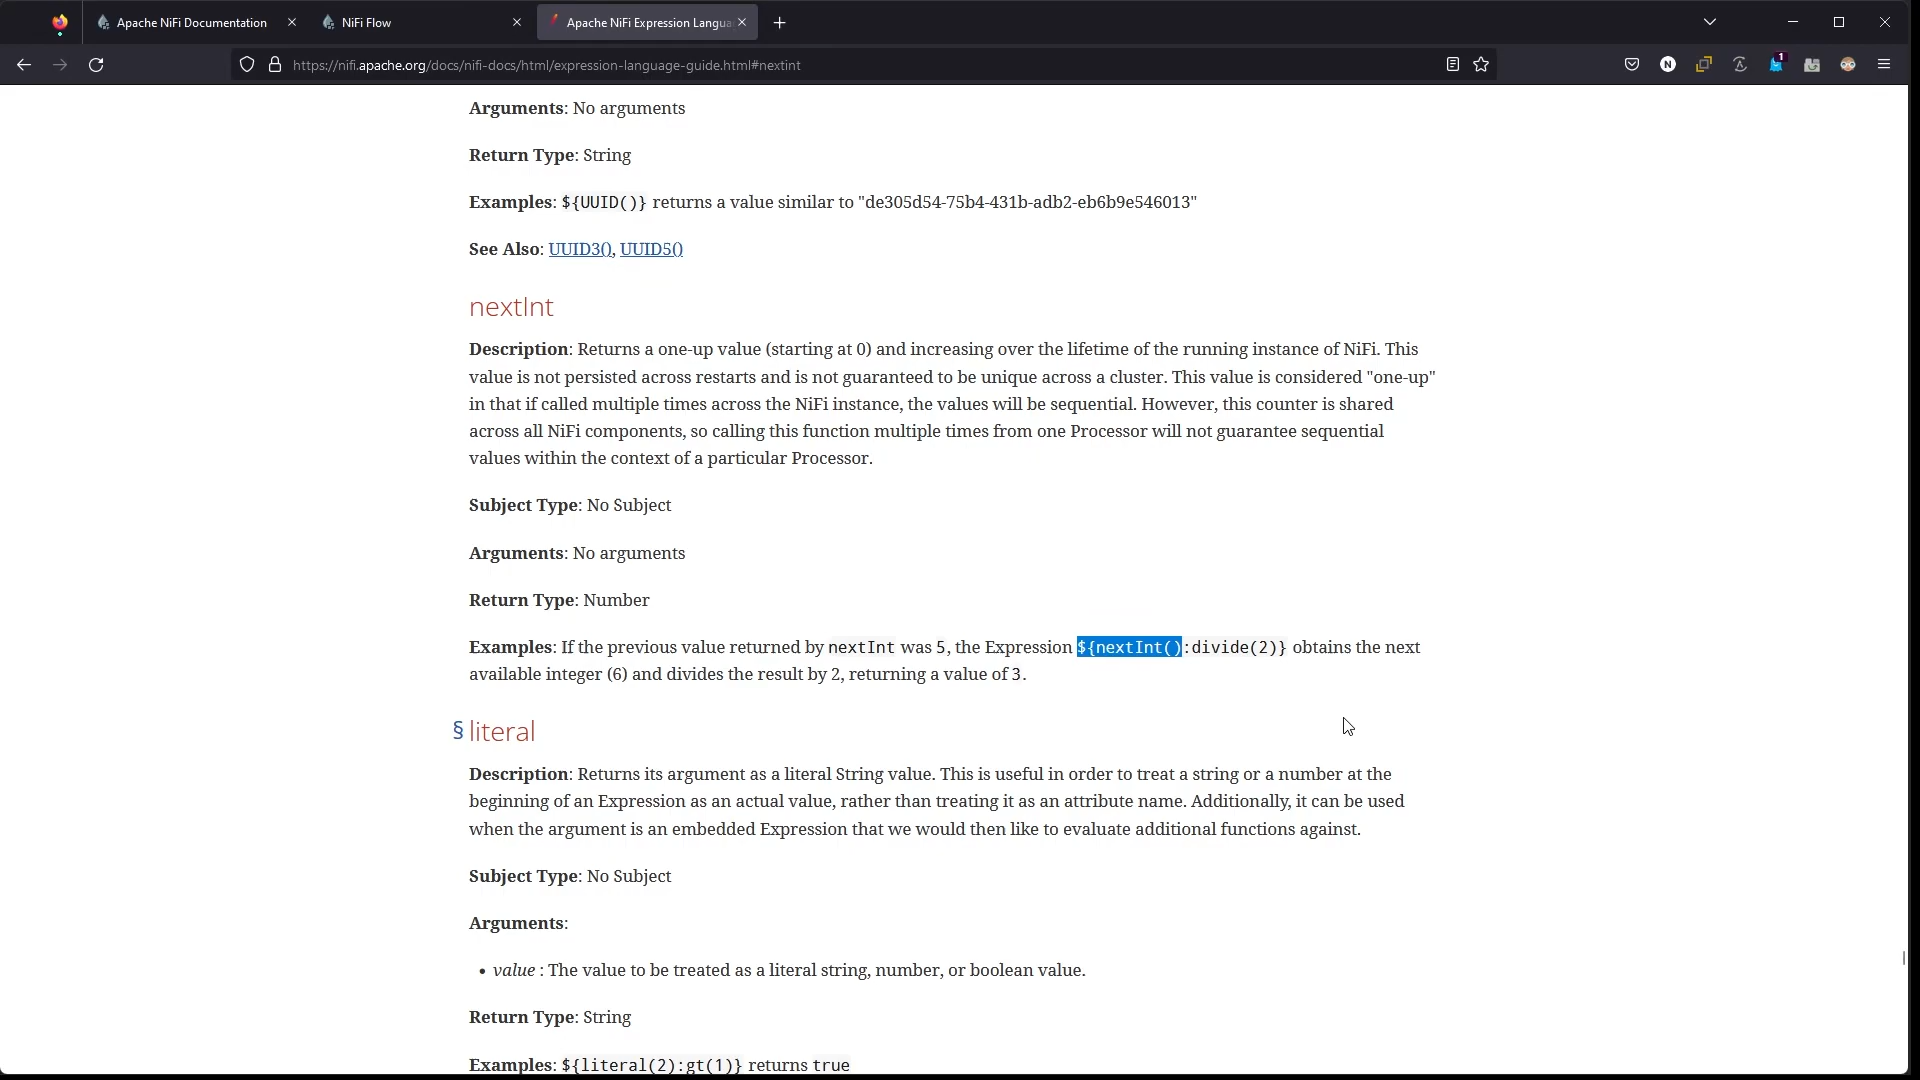 Apache NiFi Documentation
NiFi Flow
Apache NiFi Expression Langua
https://nifi.apache.org/docs/nifi-docs/html/expression-language-guide.html#nextint
N
1
Arguments: No arguments
Return Type: String
Examples: ${UUID()} returns a value similar to "de305d54-75b4-431b-adb2-eb6b9e546013"
See Also: UUID3(), UUID5()
nextInt
Description: Returns a one-up value (starting at 0) and increasing over the lifetime of the running instance of NiFi. This
value is not persisted across restarts and is not guaranteed to be unique across a cluster. This value is considered "one-up"
in that if called multiple times across the NiFi instance, the values will be sequential. However, this counter is shared
across all NiFi components, so calling this function multiple times from one Processor will not guarantee sequential
values within the context of a particular Processor.
Subject Type: No Subject
Arguments: No arguments
Return Type: Number
Examples: If the previous value returned by nextInt was 5, the Expression ${nextInt():divide(2)} obtains the next
available integer (6) and divides the result by 2, returning a value of 3.
§ literal
Description: Returns its argument as a literal String value. This is useful in order to treat a string or a number at the
beginning of an Expression as an actual value, rather than treating it as an attribute name. Additionally, it can be used
when the argument is an embedded Expression that we would then like to evaluate additional functions against.
Subject Type: No Subject
Arguments:
• value : The value to be treated as a literal string, number, or boolean value.
Return Type: String
Examples: ${literal(2):gt(1)} returns true